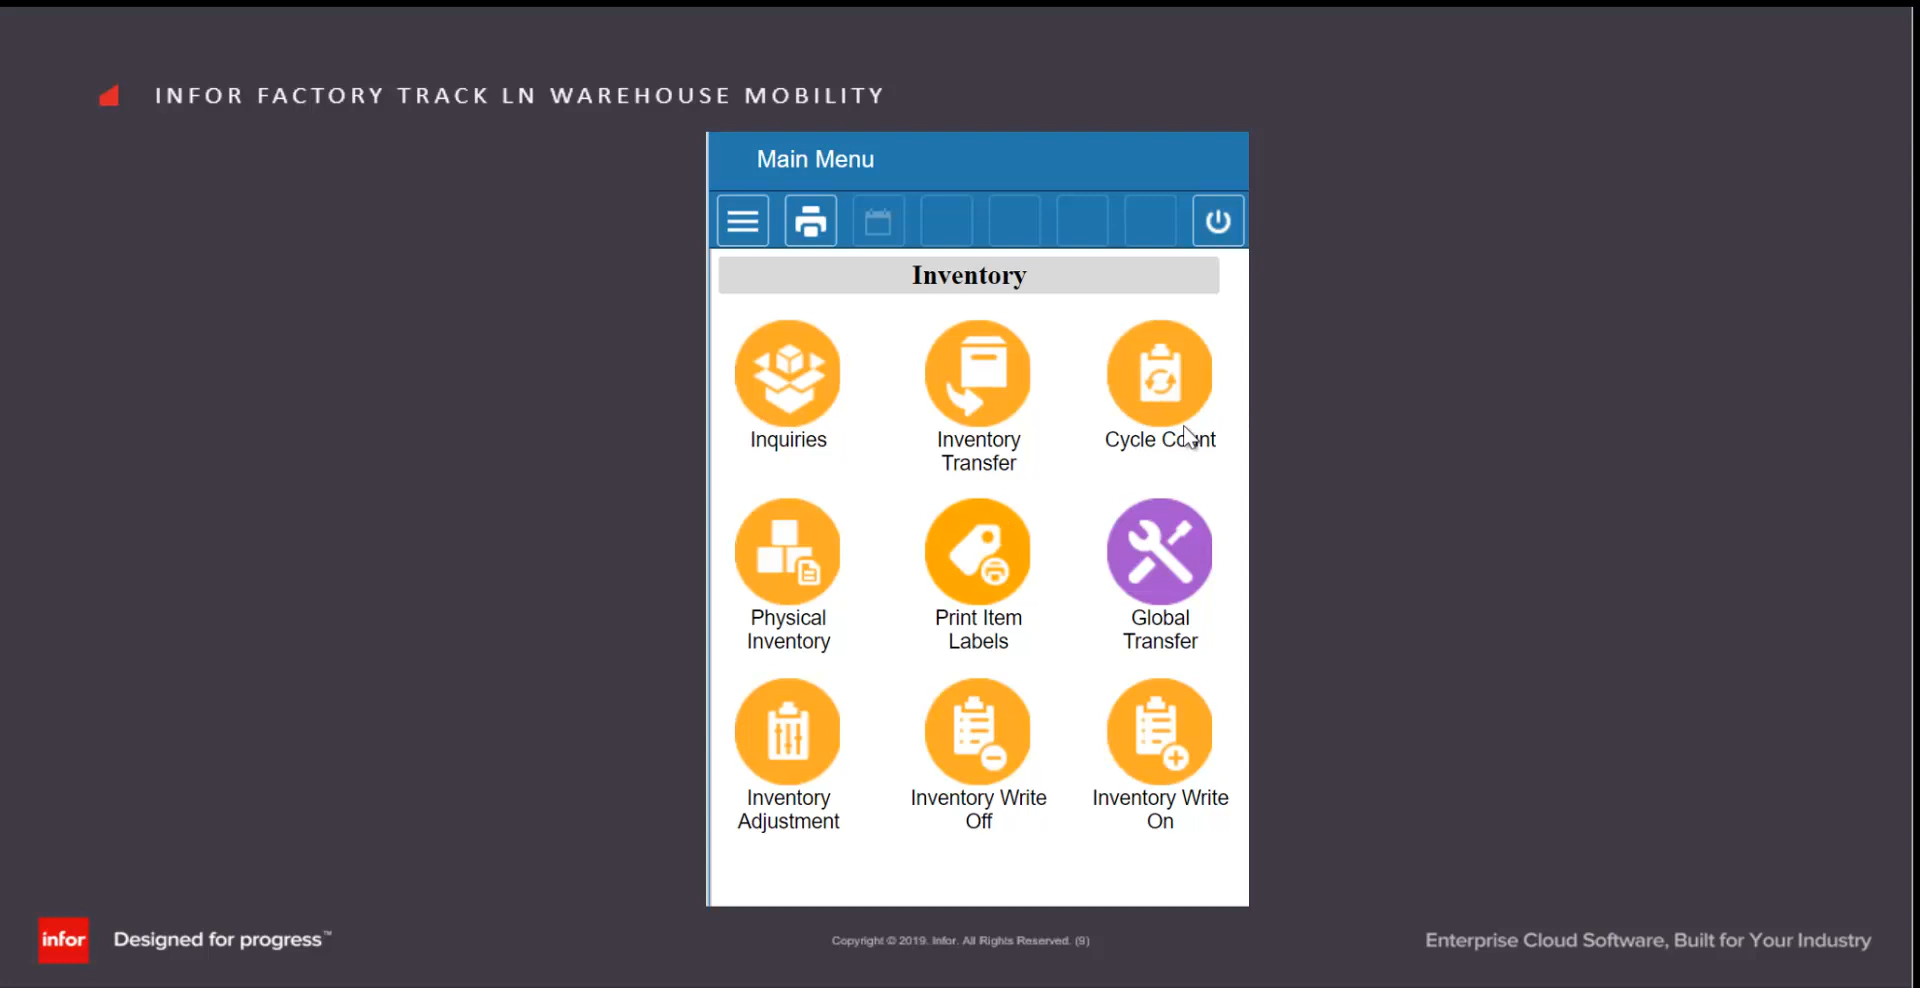 INFOR FACTORY TRACK LN WAREHOUSE MOBILITY
Main Menu
Inventory
Inquiries
Inventory
Transfer
Cycle Count
Physical
Inventory
Print Item
Labels
Global
Transfer
Inventory
Adjustment
Inventory Write
Off
Inventory Write
On
infor
Designed for progress™
Copyright © 2019. Infor. All Rights Reserved. (9)
Enterprise Cloud Software, Built for Your Industry